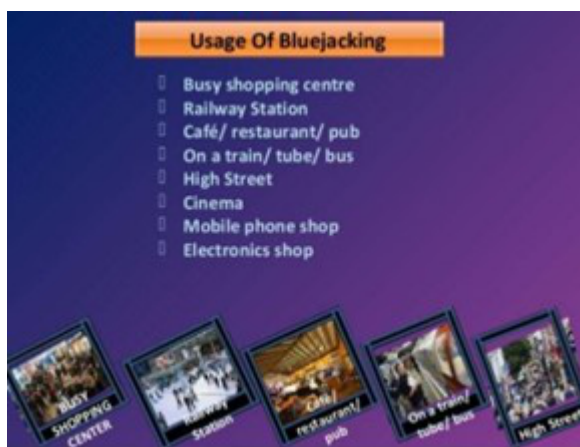 Usage Of Bluejacking
Busy shopping centre
Railway Station
Café/ restaurant/ pub
On a train/ tube/ bus
High Street
Cinema
Mobile phone shop
Electronics shop
BUSY
SHOPPING
CENTER
Railway
Station
Café/
restaurant/
pub
On a train/
tube/ bus
High Street